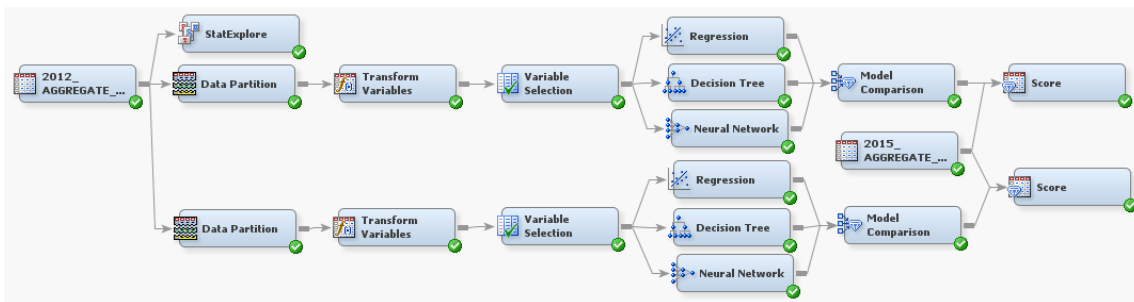 StatExplore
2012_
AGGREGATE_...
Data Partition
Transform
Variables
Variable
Selection
Regression
Decision Tree
Neural Network
Model
Comparison
Score
2015_
AGGREGATE_...
Data Partition
Transform
Variables
Variable
Selection
Regression
Decision Tree
Neural Network
Model
Comparison
Score